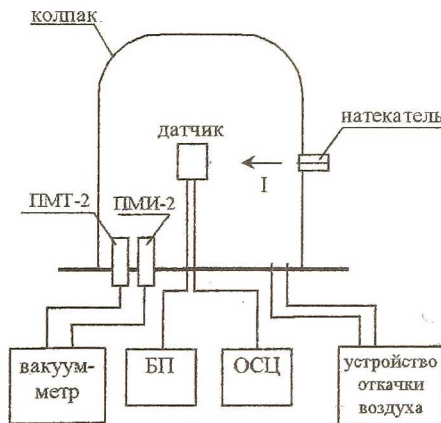 колпак
натекатель
датчик
I
ПМТ-2
ПМИ-2
вакуум-
метр
БП
ОСЦ
устройство
откачки
воздуха